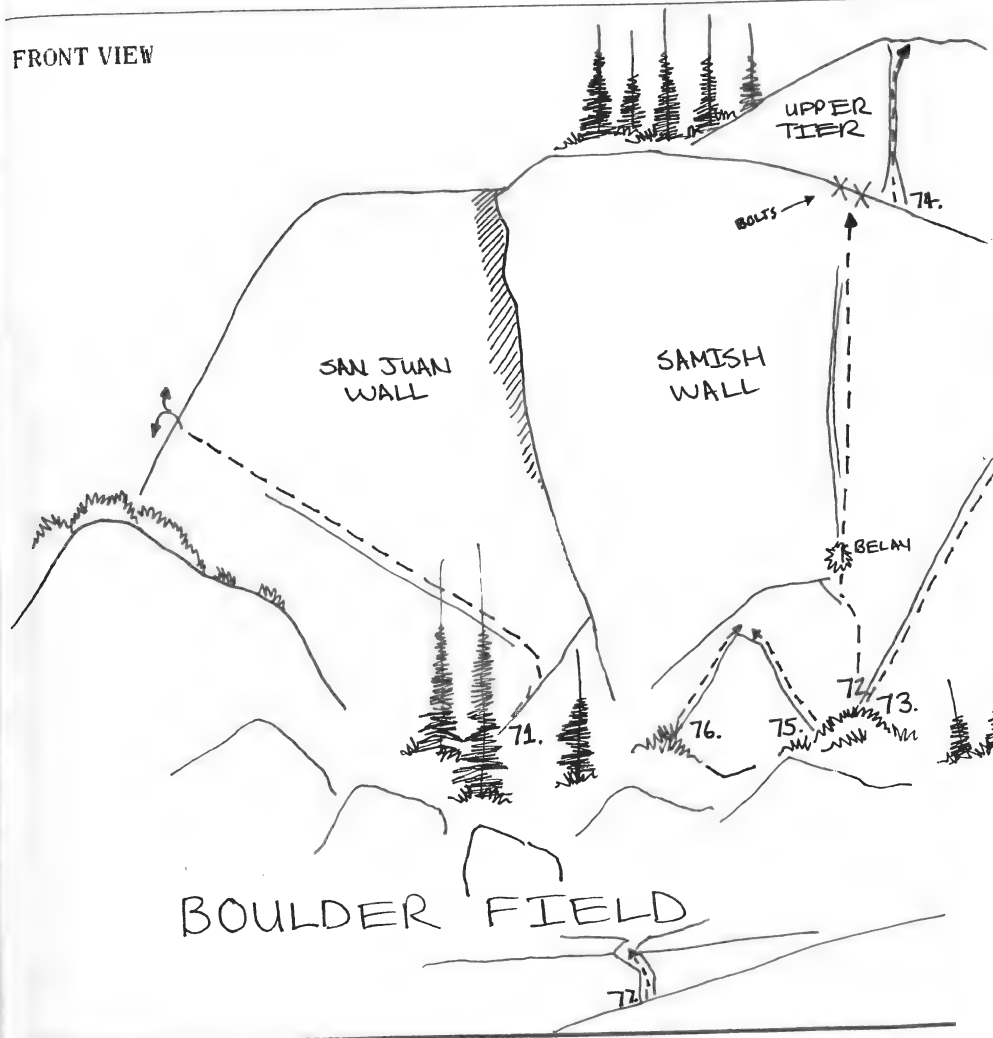 FRONT VIEW
UPPER
TIER
74.
BOLTS
SAN JUAN
WALL
SAMISH
WALL
BELAY
72.
73.
71.
76.
75.
BOULDER FIELD
77.